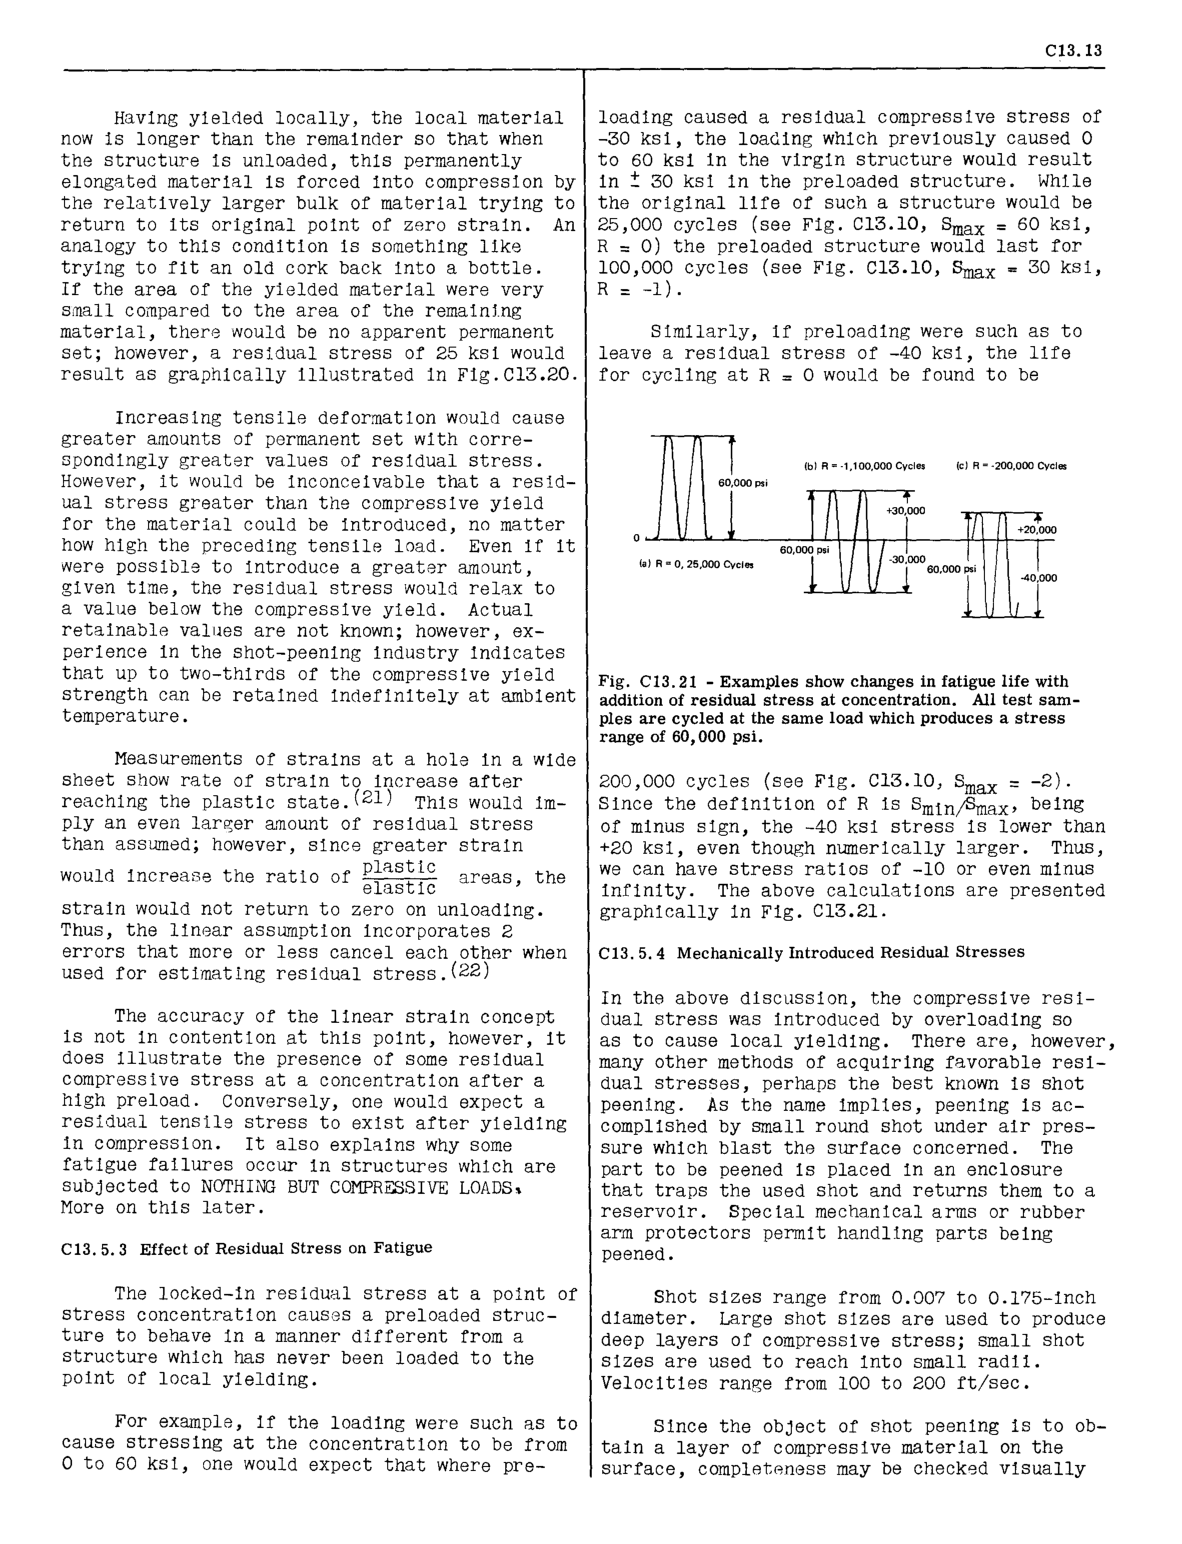 C13.13
Having yielded locally, the local material
now is longer than the remainder so that when
the structure is unloaded, this permanently
elongated material is forced into compression by
the relatively larger bulk of material trying to
return to its original point of zero strain. An
analogy to this condition is something like
trying to fit an old cork back into a bottle.
If the area of the yielded material were very
small compared to the area of the remaining
material, there would be no apparent permanent
set; however, a residual stress of 25 ksi would
result as graphically illustrated in Fig.C13.20.
Increasing tensile deformation would cause
greater amounts of permanent set with corre-
spondingly greater values of residual stress.
However, it would be inconceivable that a resid-
ual stress greater than the compressive yield
for the material could be introduced, no matter
how high the preceding tensile load. Even if it
were possible to introduce a greater amount,
given time, the residual stress would relax to
a value below the compressive yield. Actual
retainable values are not known; however, ex-
perience in the shot-peening industry indicates
that up to two-thirds of the compressive yield
strength can be retained indefinitely at ambient
temperature.
Measurements of strains at a hole in a wide
sheet show rate of strain to increase after
reaching the plastic state.(21) This would im-
ply an even larger amount of residual stress
than assumed; however, since greater strain
would increase the ratio of plastic/elastic areas, the
strain would not return to zero on unloading.
Thus, the linear assumption incorporates 2
errors that more or less cancel each other when
used for estimating residual stress.(22)
The accuracy of the linear strain concept
is not in contention at this point, however, it
does illustrate the presence of some residual
compressive stress at a concentration after a
high preload. Conversely, one would expect a
residual tensile stress to exist after yielding
in compression. It also explains why some
fatigue failures occur in structures which are
subjected to NOTHING BUT COMPRESSIVE LOADS.
More on this later.
C13.5.3 Effect of Residual Stress on Fatigue
The locked-in residual stress at a point of
stress concentration causes a preloaded struc-
ture to behave in a manner different from a
structure which has never been loaded to the
point of local yielding.
For example, if the loading were such as to
cause stressing at the concentration to be from
0 to 60 ksi, one would expect that where pre-
loading caused a residual compressive stress of
-30 ksi, the loading which previously caused 0
to 60 ksi in the virgin structure would result
in ± 30 ksi in the preloaded structure. While
the original life of such a structure would be
25,000 cycles (see Fig. C13.10, Smax = 60 ksi,
R = 0) the preloaded structure would last for
100,000 cycles (see Fig. C13.10, Smax = 30 ksi,
R = -1).
Similarly, if preloading were such as to
leave a residual stress of -40 ksi, the life
for cycling at R = 0 would be found to be
(b) R = -1,100,000 Cycles
(c) R = -200,000 Cycles
60,000 psi
+30,000
+20,000
0
60,000 psi
-30,000
(a) R = 0, 25,000 Cycles
60,000 psi
-40,000
Fig. C13.21 - Examples show changes in fatigue life with
addition of residual stress at concentration. All test sam-
ples are cycled at the same load which produces a stress
range of 60,000 psi.
200,000 cycles (see Fig. C13.10, Smax = -2).
Since the definition of R is Smin/Smax, being
of minus sign, the -40 ksi stress is lower than
+20 ksi, even though numerically larger. Thus,
we can have stress ratios of -10 or even minus
infinity. The above calculations are presented
graphically in Fig. C13.21.
C13.5.4 Mechanically Introduced Residual Stresses
In the above discussion, the compressive resi-
dual stress was introduced by overloading so
as to cause local yielding. There are, however,
many other methods of acquiring favorable resi-
dual stresses, perhaps the best known is shot
peening. As the name implies, peening is ac-
complished by small round shot under air pres-
sure which blast the surface concerned. The
part to be peened is placed in an enclosure
that traps the used shot and returns them to a
reservoir. Special mechanical arms or rubber
arm protectors permit handling parts being
peened.
Shot sizes range from 0.007 to 0.175-inch
diameter. Large shot sizes are used to produce
deep layers of compressive stress; small shot
sizes are used to reach into small radii.
Velocities range from 100 to 200 ft/sec.
Since the object of shot peening is to ob-
tain a layer of compressive material on the
surface, completeness may be checked visually